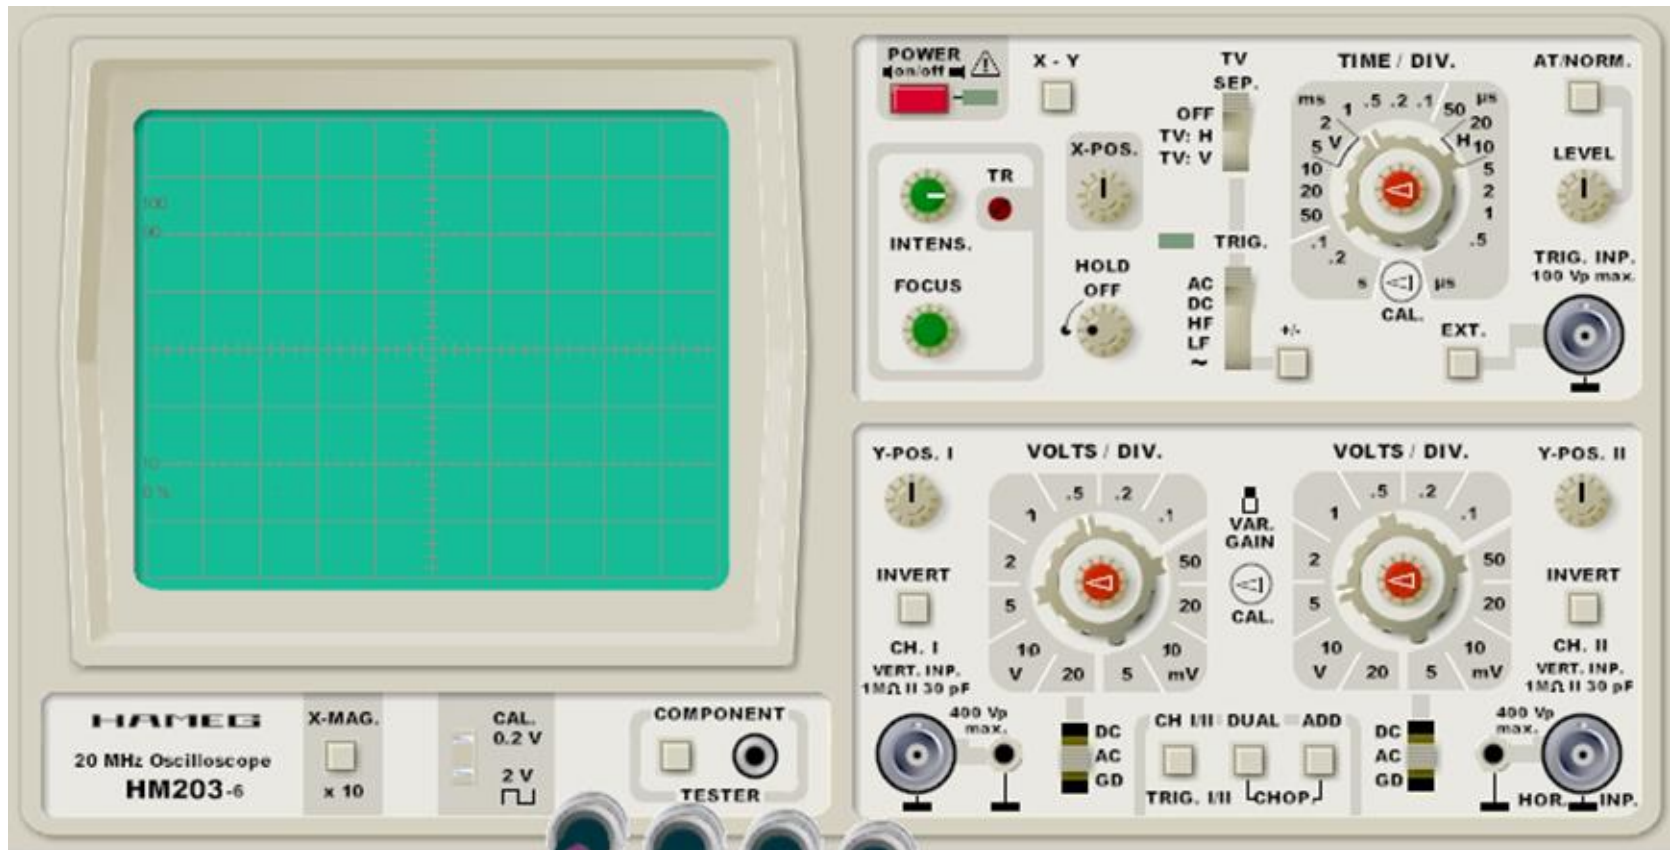 100
90
10
0 %
HAMEG
20 MHz Oscilloscope
HM203-6
X-MAG.
x 10
CAL.
0.2 V
2 V
COMPONENT
TESTER
POWER
on/off
X - Y
TV
SEP.
OFF
TV: H
TV: V
TIME / DIV.
ms 1 .5 .2 .1 50 µs
2 20
5 V H 10
10 5
20 2
50 1
.1 .5
.2
s µs
CAL.
AT/NORM.
LEVEL
X-POS.
TR
INTENS.
FOCUS
HOLD
OFF
TRIG.
AC
DC
HF
LF
~
+/-
EXT.
TRIG. INP.
100 Vp max.
Y-POS. I
VOLTS / DIV.
.5 .2
1 .1
2 50
5 20
10 10
V 20 5 mV
INVERT
CH. I
VERT. INP.
1MΩ II 30 pF
400 Vp
max.
DC
AC
GD
VAR.
GAIN
CAL.
CH I/II DUAL ADD
TRIG. I/II CHOP.
VOLTS / DIV.
.5 .2
1 .1
2 50
5 20
10 10
V 20 5 mV
Y-POS. II
INVERT
CH. II
VERT. INP.
1MΩ II 30 pF
400 Vp
max.
DC
AC
GD
HOR. INP.